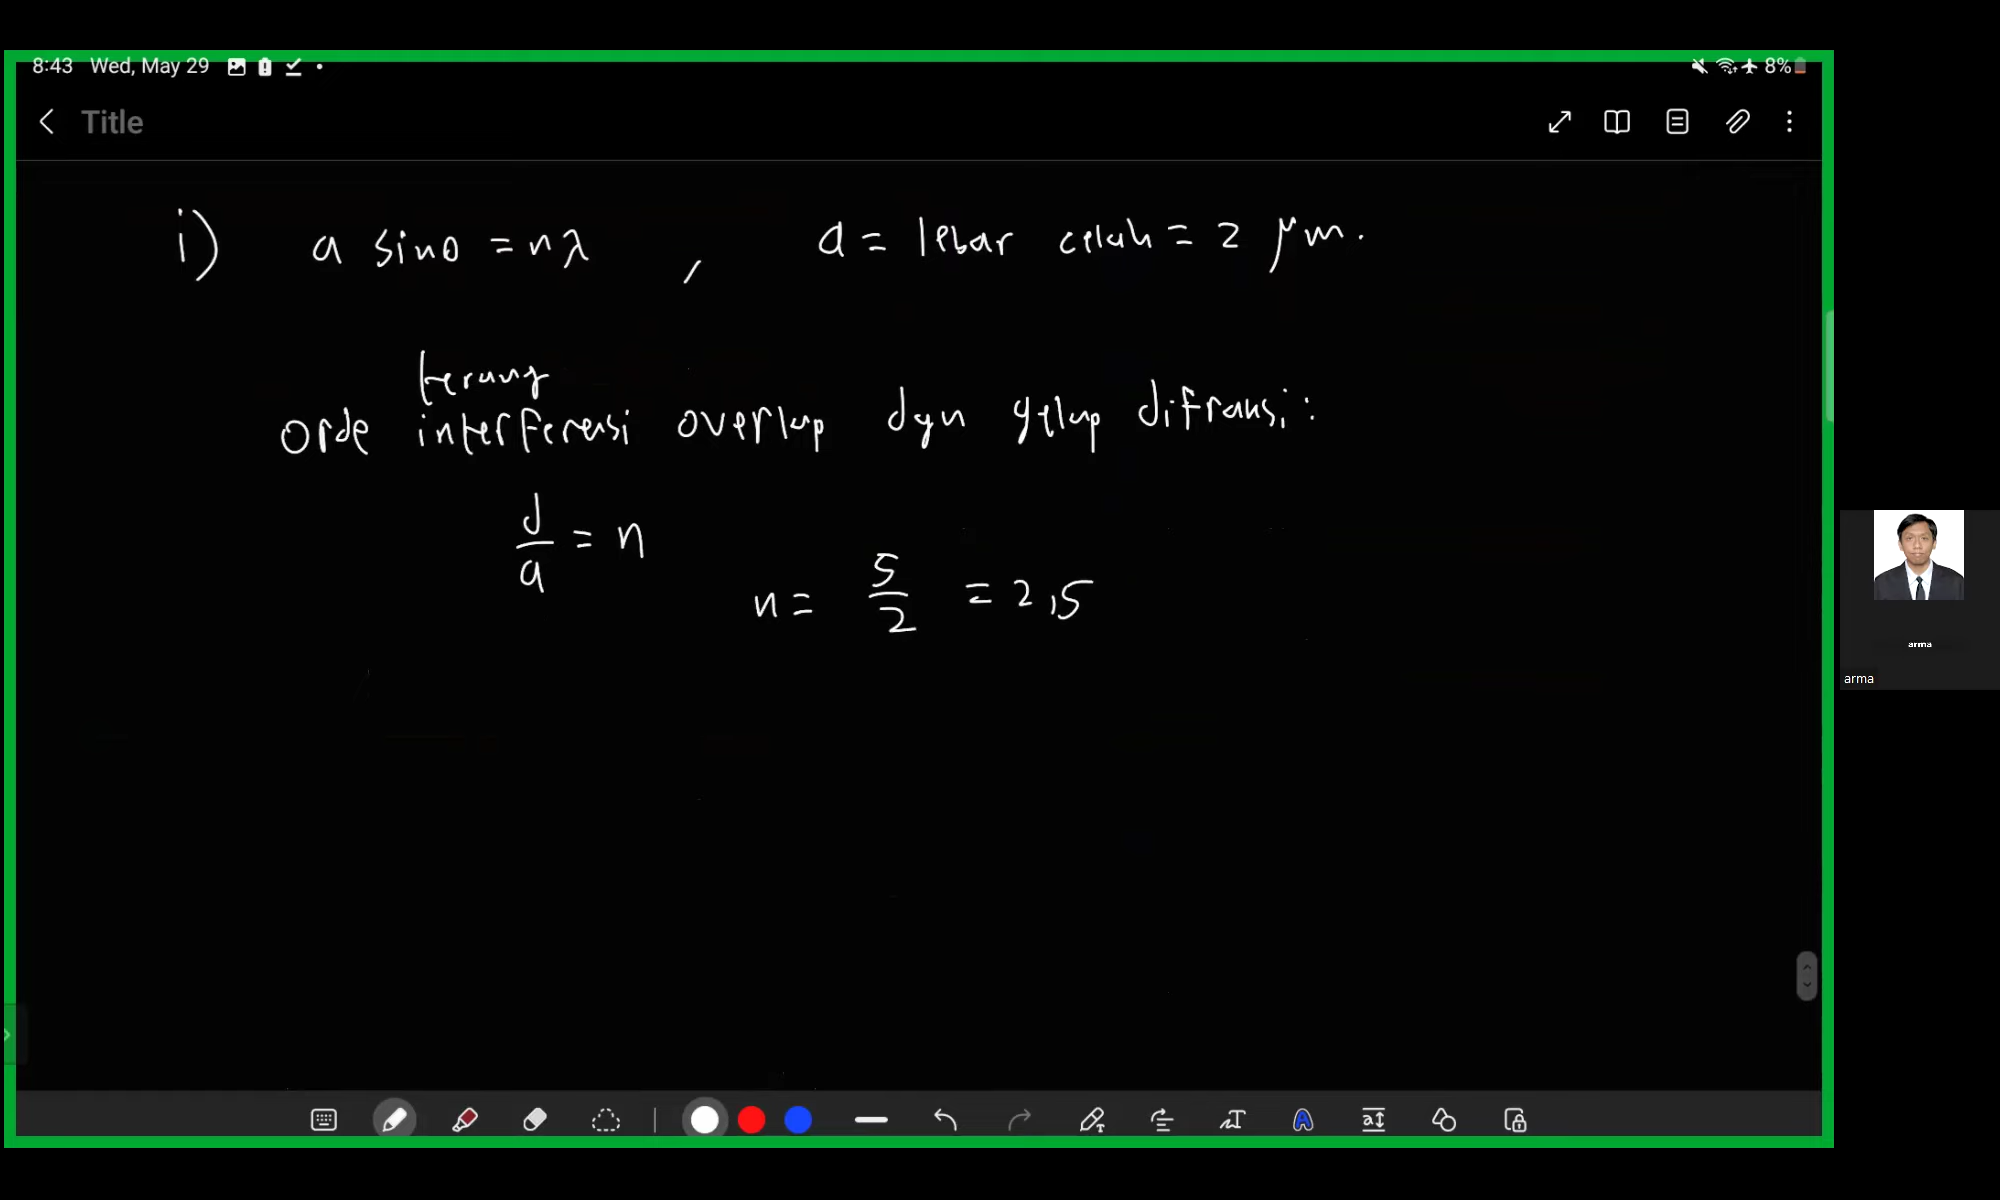 8:43 Wed, May 29 8%
Title
i) a sinθ = nλ , a = lebar celah = 2 μm.
terang
orde interferensi overlap dgn gelap difraksi:
d/a = n
n = 5/2 = 2,5
arma
arma